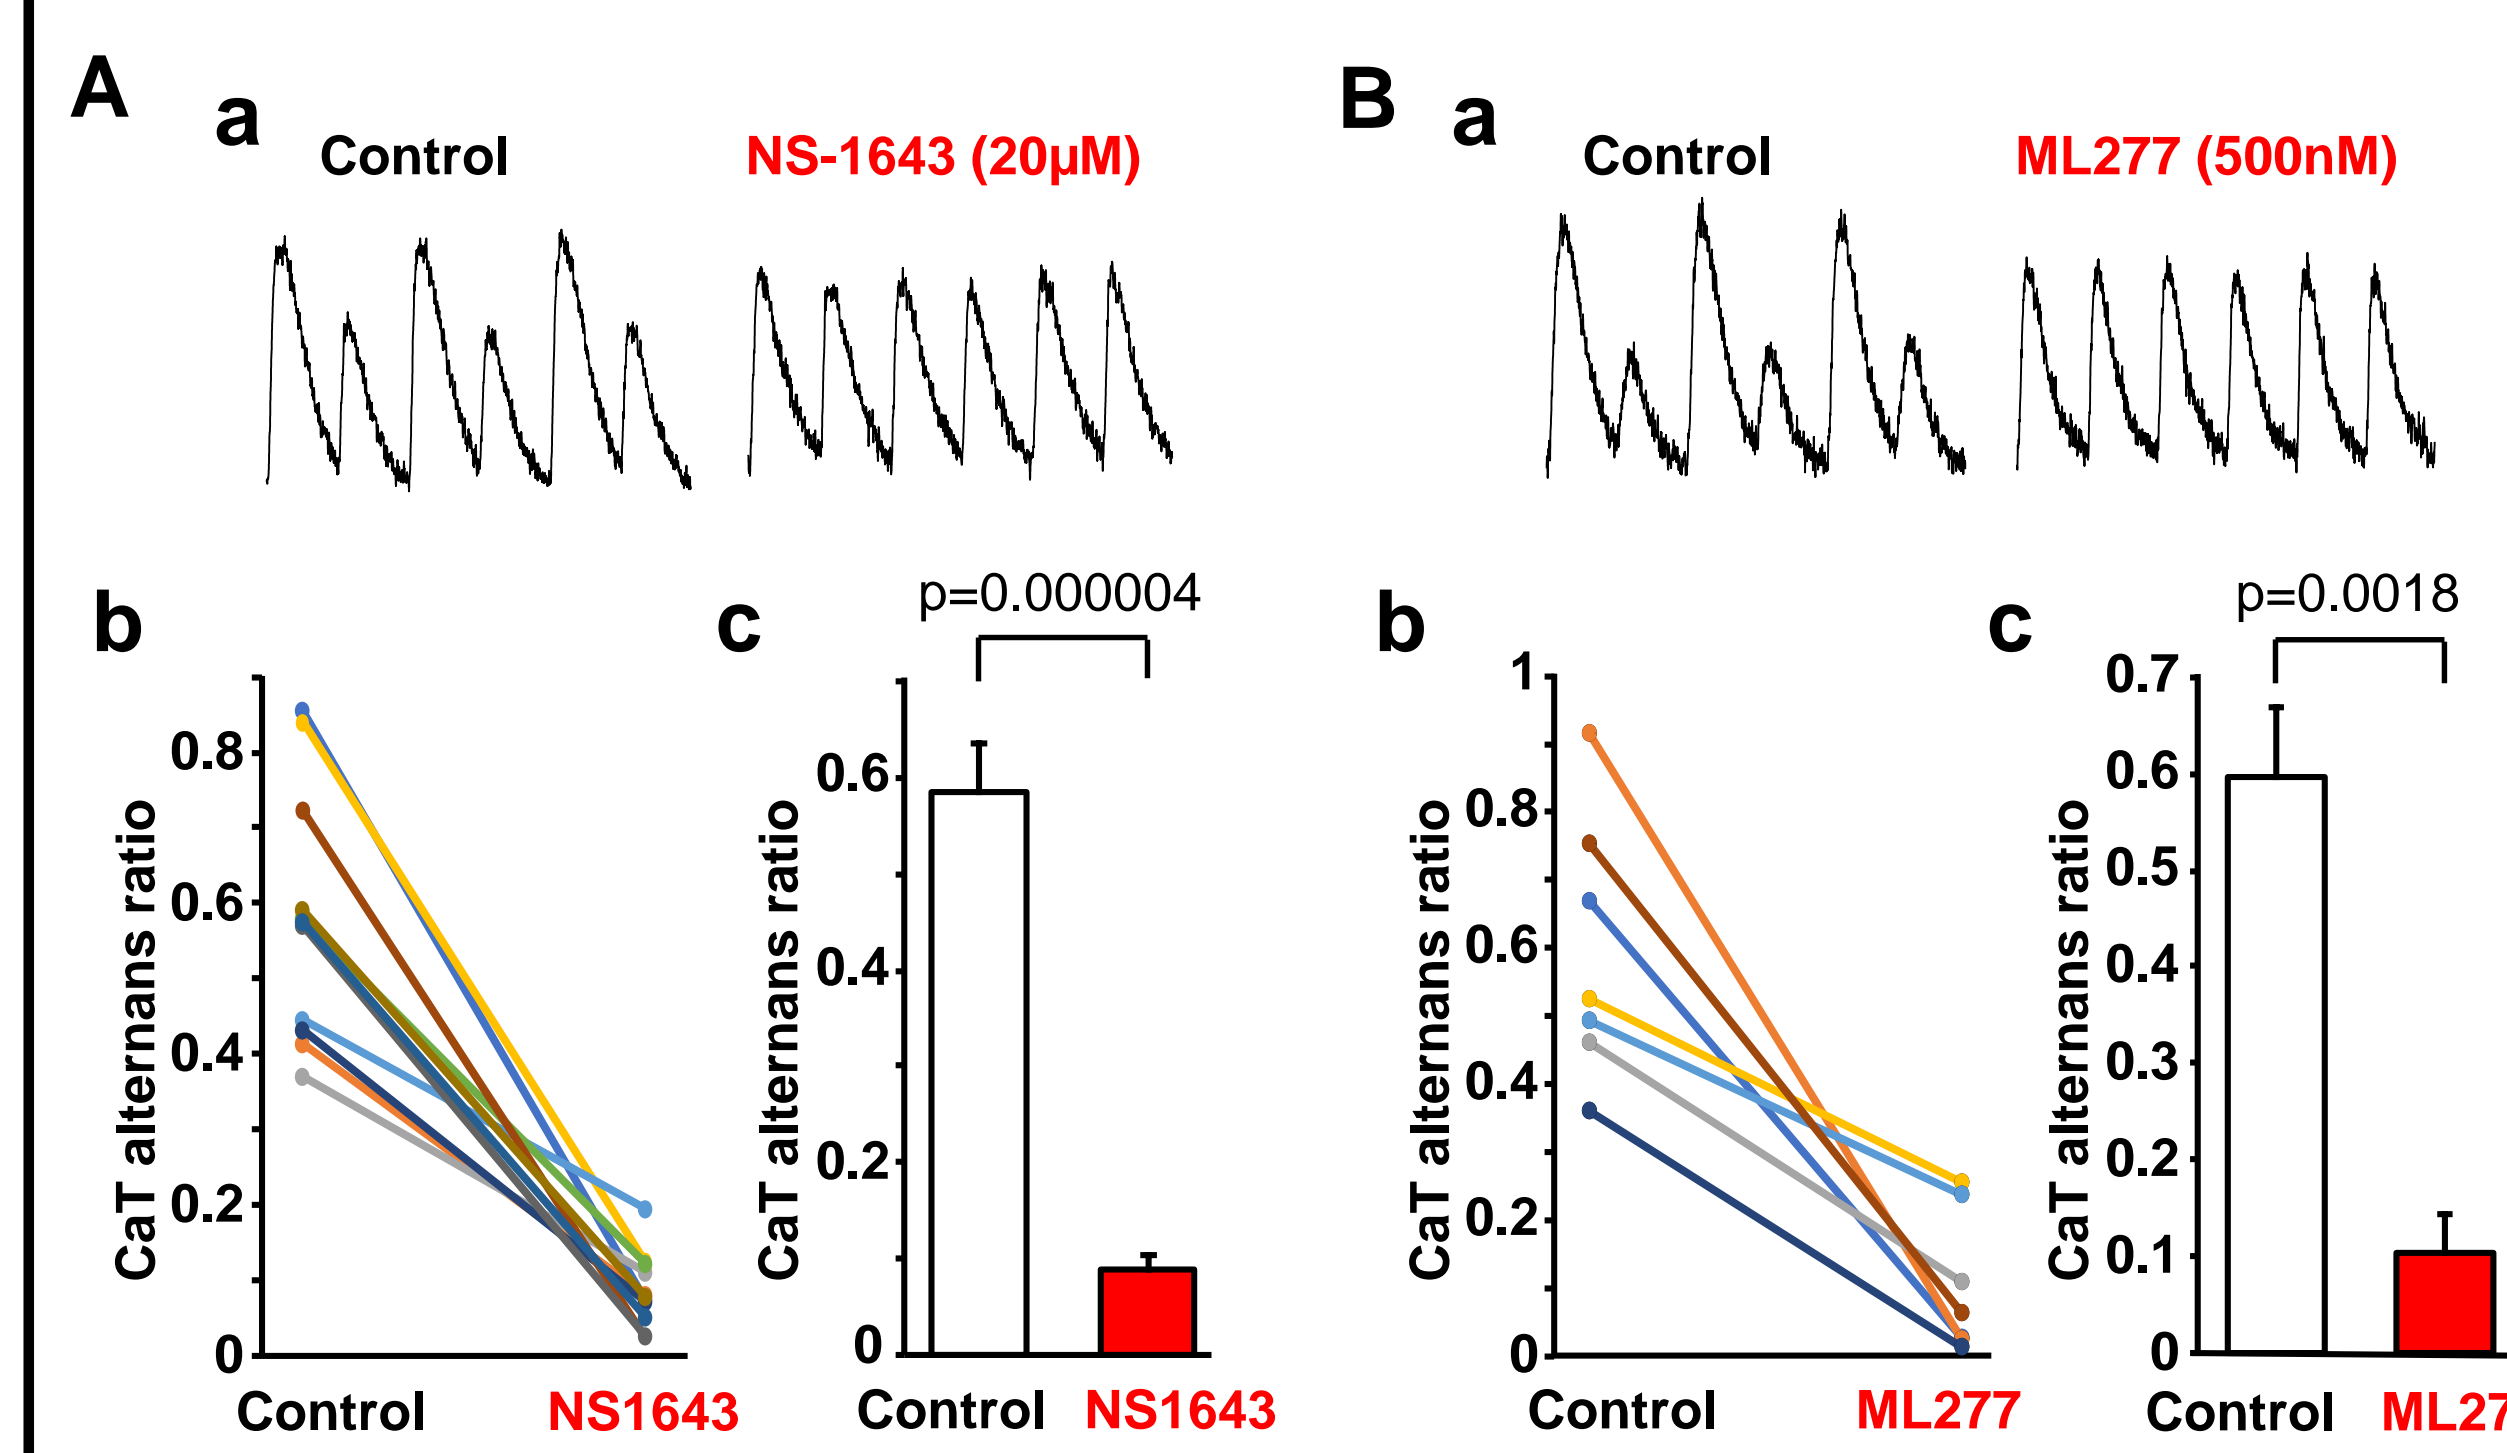 A
a
Control
NS-1643 (20µM)
b
CaT alternans ratio
0.8
0.6
0.4
0.2
0
Control
NS1643
c
p=0.000004
CaT alternans ratio
0.6
0.4
0.2
0
Control
NS1643
B
a
Control
ML277 (500nM)
b
CaT alternans ratio
1
0.8
0.6
0.4
0.2
0
Control
ML277
c
p=0.0018
CaT alternans ratio
0.7
0.6
0.5
0.4
0.3
0.2
0.1
0
Control
ML27